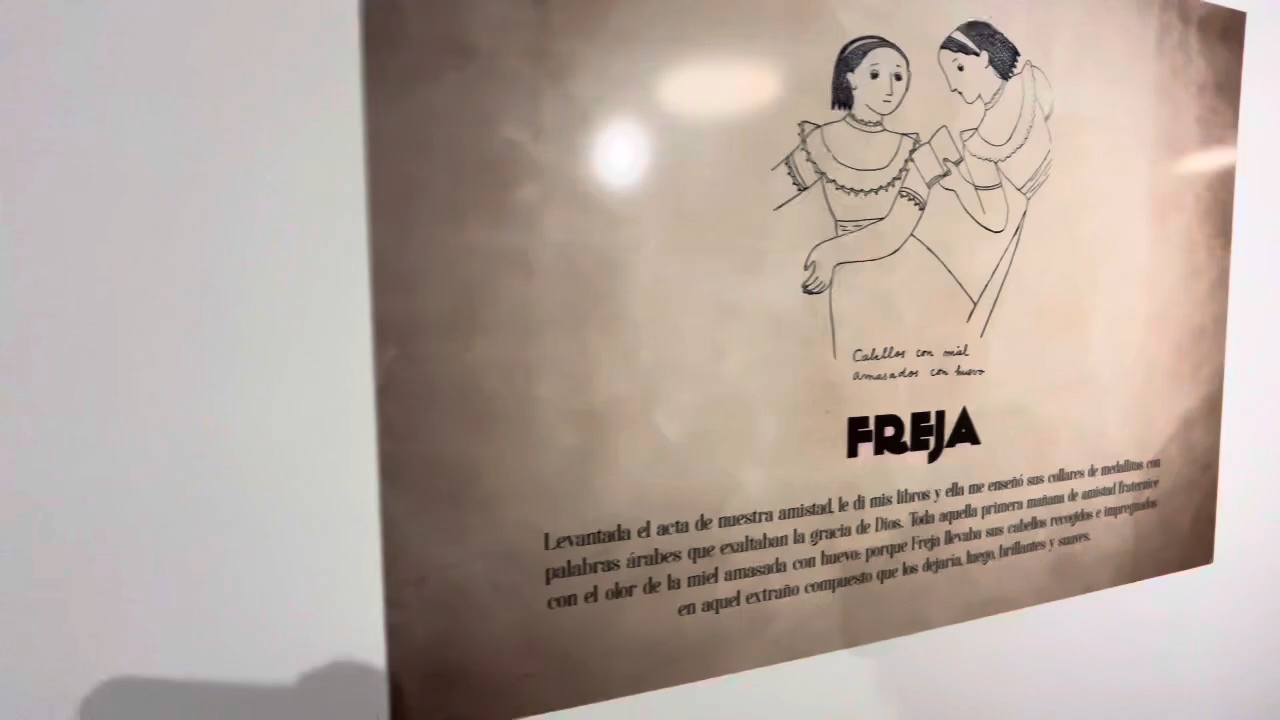 Cabellos con miel
amasados con huevo
FREJA
Levantada el acta de nuestra amistad, le di mis libros y ella me enseñó sus collares de medallitas con
palabras árabes que exaltaban la gracia de Dios. Toda aquella primera mañana de amistad fraternicé
con el olor de la miel amasada con huevo: porque Freja llevaba sus cabellos recogidos e impregnados
en aquel extraño compuesto que los dejaría, luego, brillantes y suaves.